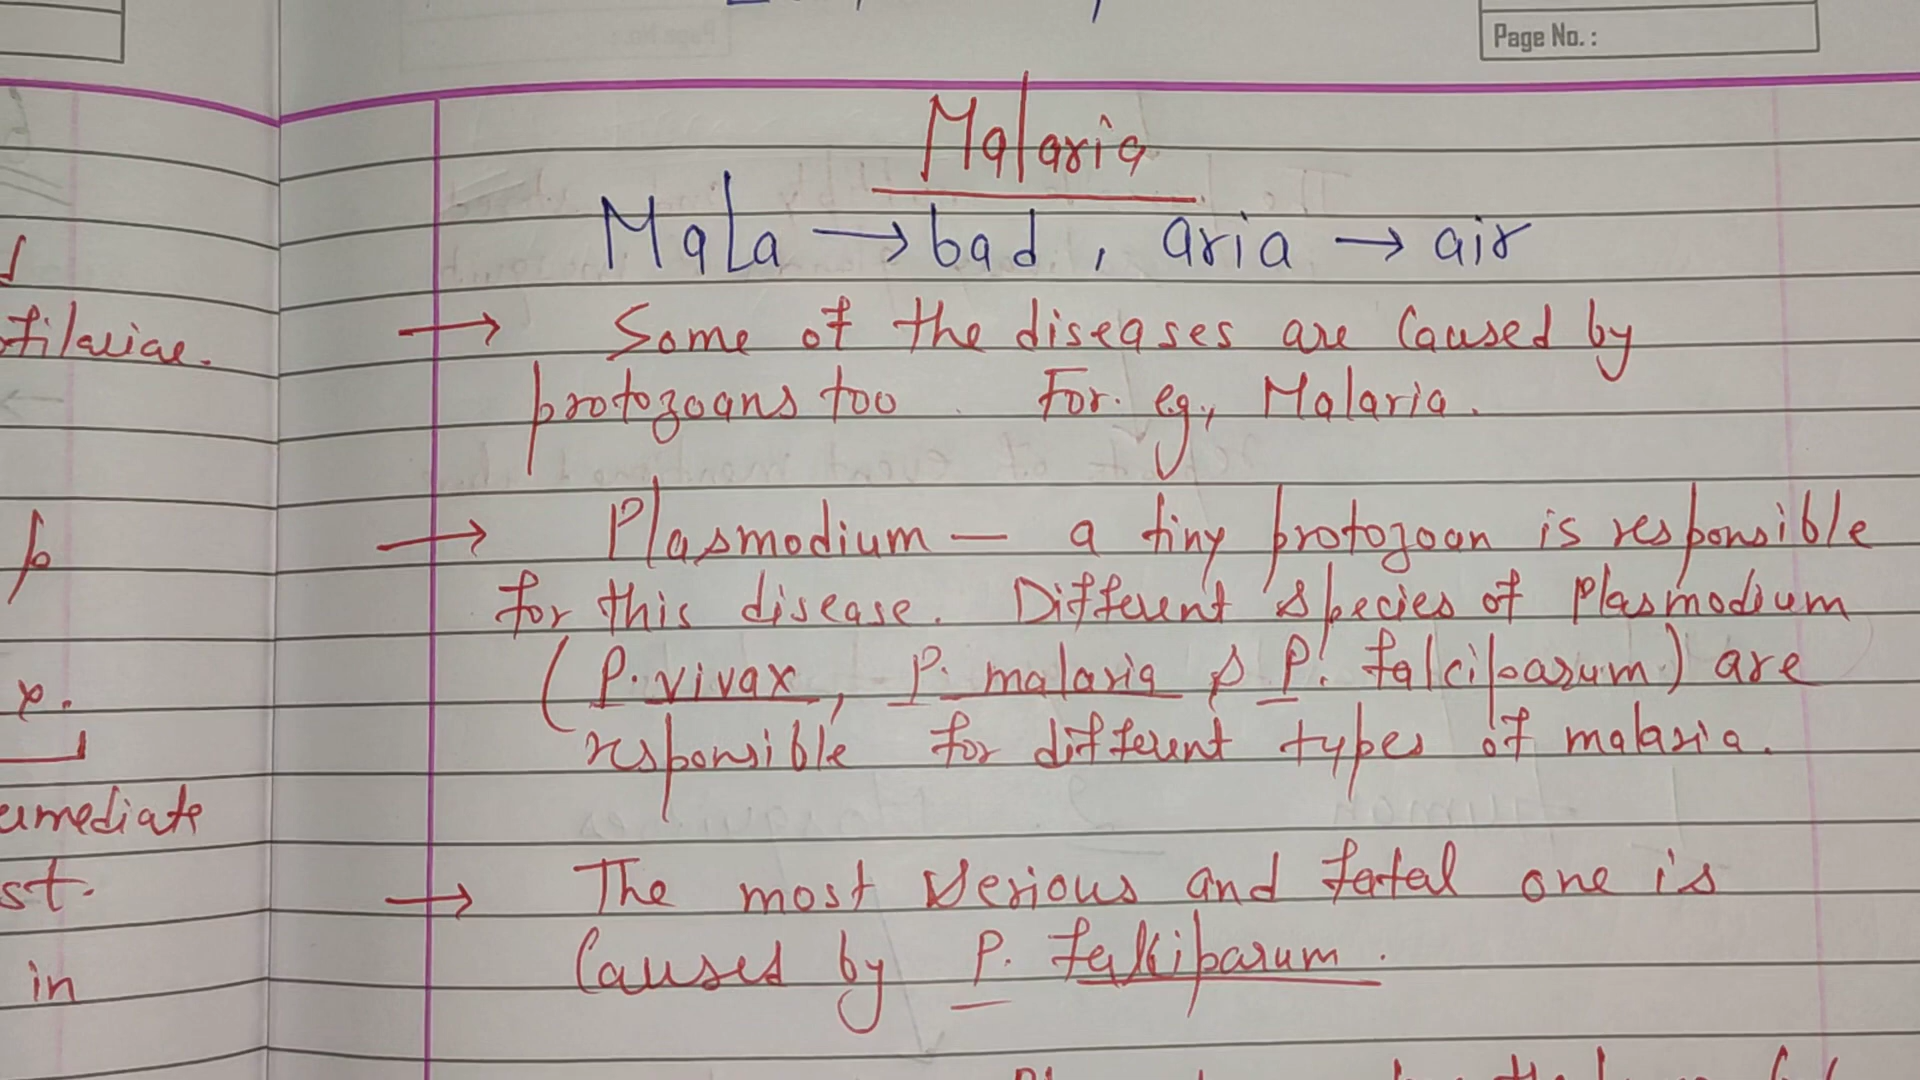 Page No. :
Malaria
Mala → bad , aria → air
→ Some of the diseases are Caused by
protozoans too. For. eg., Malaria.
→ Plasmodium — a tiny protozoan is responsible
for this disease. Different species of Plasmodium
(P. vivax, P. malaria & P. falciparum) are
responsible for different types of malaria.
→ The most serious and fatal one is
Caused by P. falciparum.
filariae.
p
x.
ermediate
st.
in